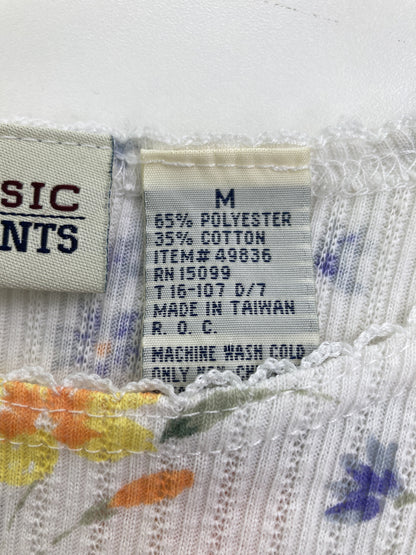 SIC
NTS
M
65% POLYESTER
35% COTTON
ITEM# 49836
RN 15099
T 16-107 D/7
MADE IN TAIWAN
R. O. C.
MACHINE WASH COLD
ONLY